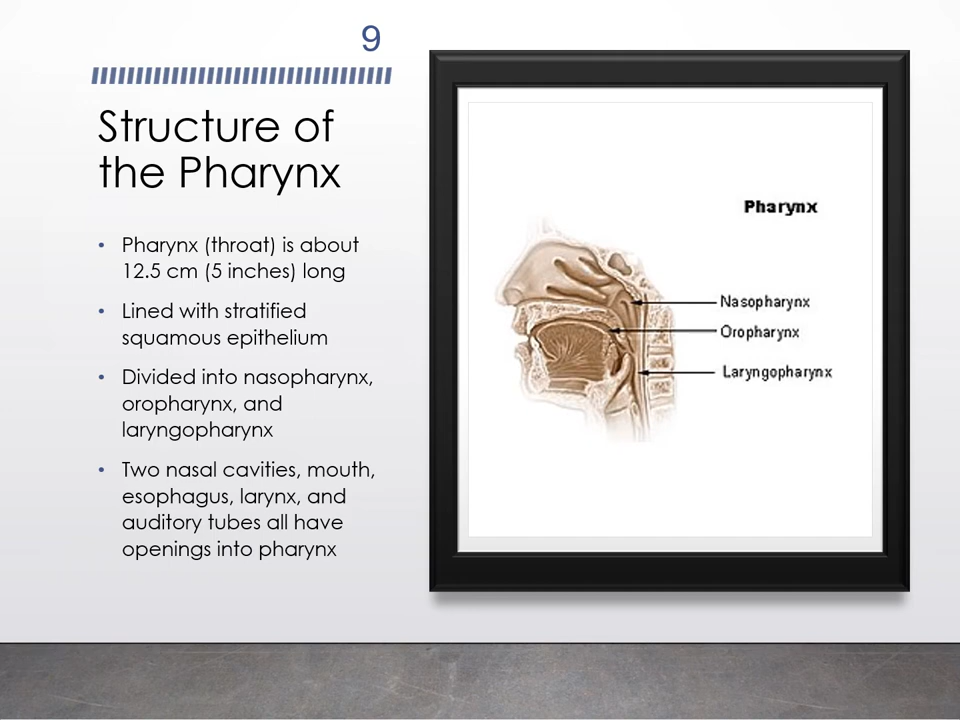 9
Structure of
the Pharynx
• Pharynx (throat) is about
12.5 cm (5 inches) long
• Lined with stratified
squamous epithelium
• Divided into nasopharynx,
oropharynx, and
laryngopharynx
• Two nasal cavities, mouth,
esophagus, larynx, and
auditory tubes all have
openings into pharynx
Pharynx
Nasopharynx
Oropharynx
Laryngopharynx